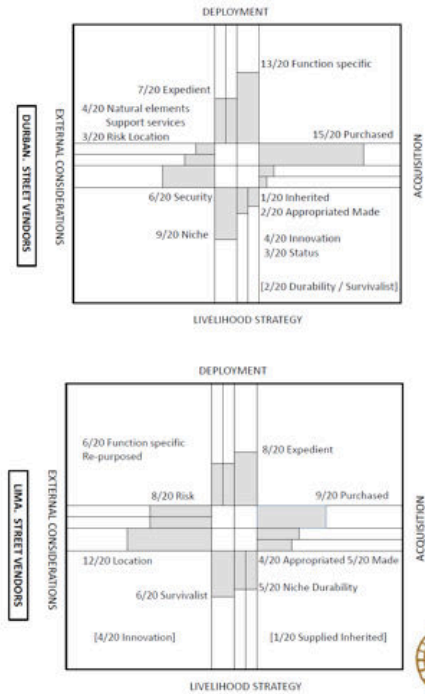 DEPLOYMENT
13/20 Function specific
7/20 Expedient
4/20 Natural elements
Support services
3/20 Risk Location
15/20 Purchased
DURBAN. STREET VENDORS
EXTERNAL CONSIDERATIONS
ACQUISITION
6/20 Security
1/20 Inherited
2/20 Appropriated Made
9/20 Niche
4/20 Innovation
3/20 Status
[2/20 Durability / Survivalist]
LIVELIHOOD STRATEGY
DEPLOYMENT
6/20 Function specific
Re-purposed
8/20 Expedient
8/20 Risk
9/20 Purchased
LIMA. STREET VENDORS
EXTERNAL CONSIDERATIONS
ACQUISITION
12/20 Location
4/20 Appropriated 5/20 Made
6/20 Survivalist
5/20 Niche Durability
[4/20 Innovation]
[1/20 Supplied Inherited]
LIVELIHOOD STRATEGY